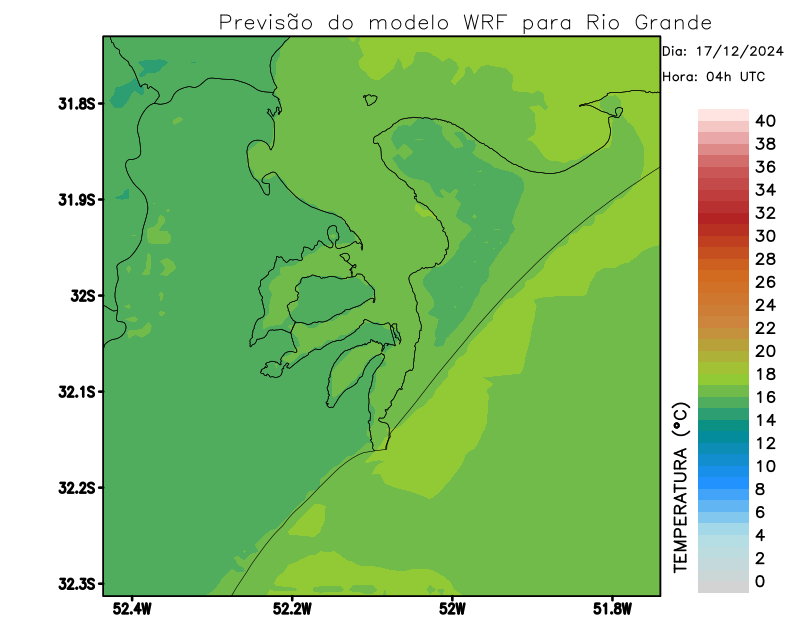 Previsão do modelo WRF para Rio Grande
Dia: 17/12/2024
Hora: 04h UTC
31.8S
31.9S
32S
32.1S
32.2S
32.3S
52.4W
52.2W
52W
51.8W
TEMPERATURA (°C)
40
38
36
34
32
30
28
26
24
22
20
18
16
14
12
10
8
6
4
2
0